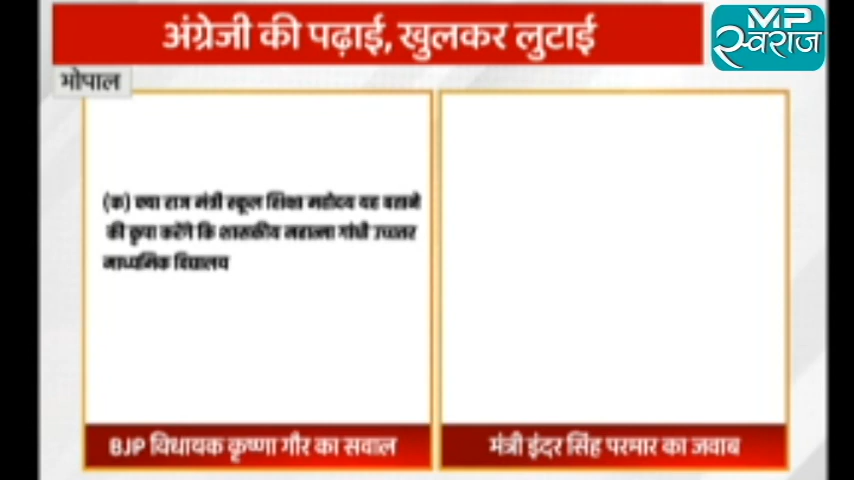 अंग्रेजी की पढ़ाई, खुलकर लुटाई
MP
स्वराज
भोपाल
(क) क्या राज मंत्री स्कूल शिक्षा महोदय यह बताने
की कृपा करेंगे कि शासकीय महात्मा गांधी उच्चतर
माध्यमिक विद्यालय
BJP विधायक कृष्णा गौर का सवाल
मंत्री इंदर सिंह परमार का जवाब